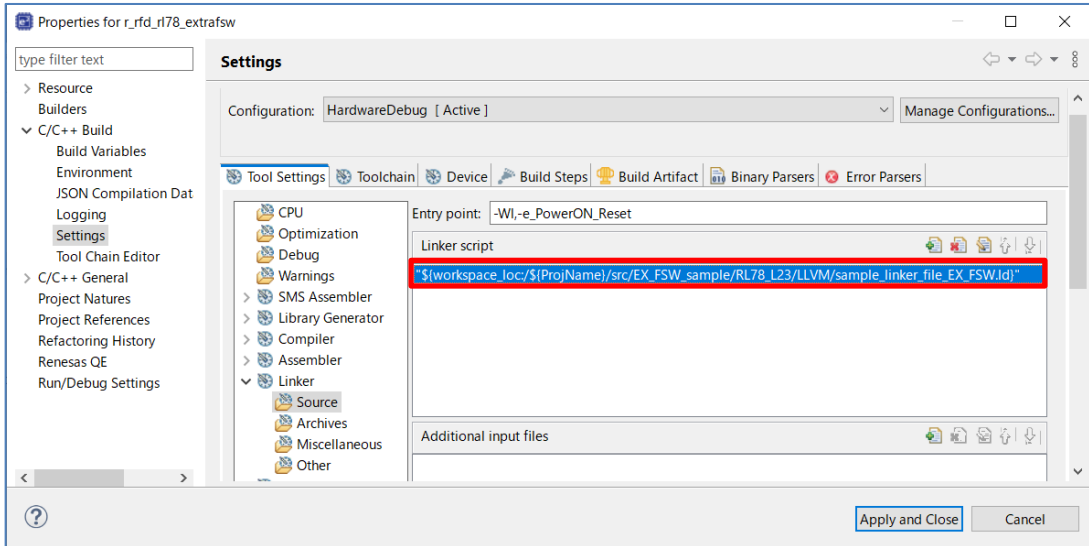 Properties for r_rfd_rl78_extrafsw
type filter text
Settings
Resource
Builders
C/C++ Build
Build Variables
Environment
JSON Compilation Dat
Logging
Settings
Tool Chain Editor
C/C++ General
Project Natures
Project References
Refactoring History
Renesas QE
Run/Debug Settings
Configuration: HardwareDebug [ Active ]
Manage Configurations...
Tool Settings Toolchain Device Build Steps Build Artifact Binary Parsers Error Parsers
CPU
Optimization
Debug
Warnings
SMS Assembler
Library Generator
Compiler
Assembler
Linker
Source
Archives
Miscellaneous
Other
Entry point: -Wl,-e_PowerON_Reset
Linker script
"${workspace_loc:/${ProjName}/src/EX_FSW_sample/RL78_L23/LLVM/sample_linker_file_EX_FSW.ld}"
Additional input files
Apply and Close
Cancel